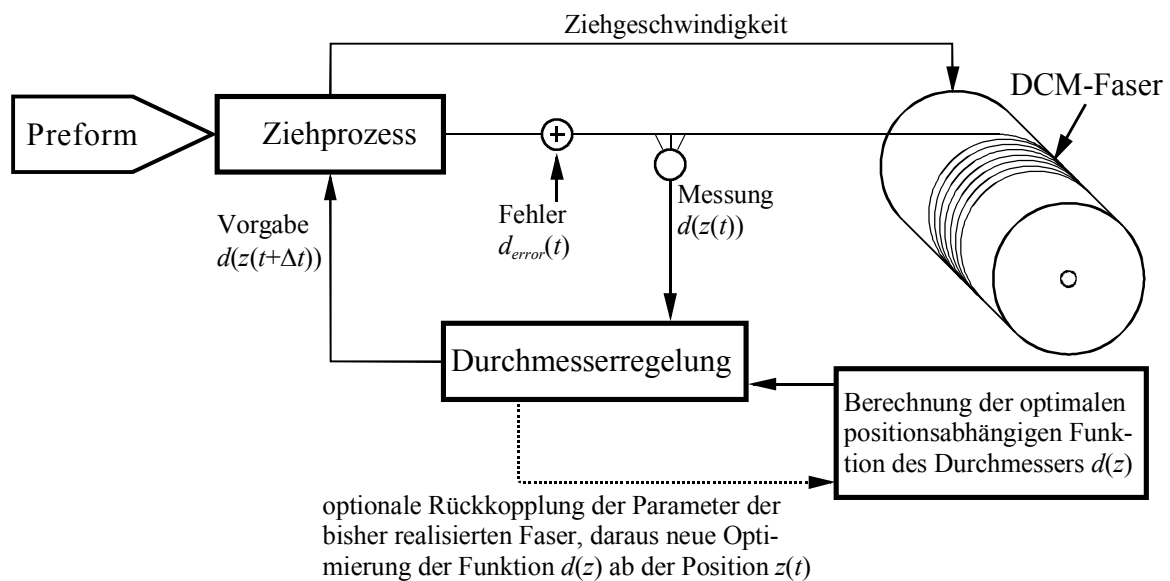 Ziehgeschwindigkeit
DCM-Faser
Preform
Ziehprozess
Vorgabe
d(z(t+Δt))
Fehler
d_error(t)
Messung
d(z(t))
Durchmesserregelung
Berechnung der optimalen
positionsabhängigen Funk-
tion des Durchmessers d(z)
optionale Rückkopplung der Parameter der
bisher realisierten Faser, daraus neue Opti-
mierung der Funktion d(z) ab der Position z(t)